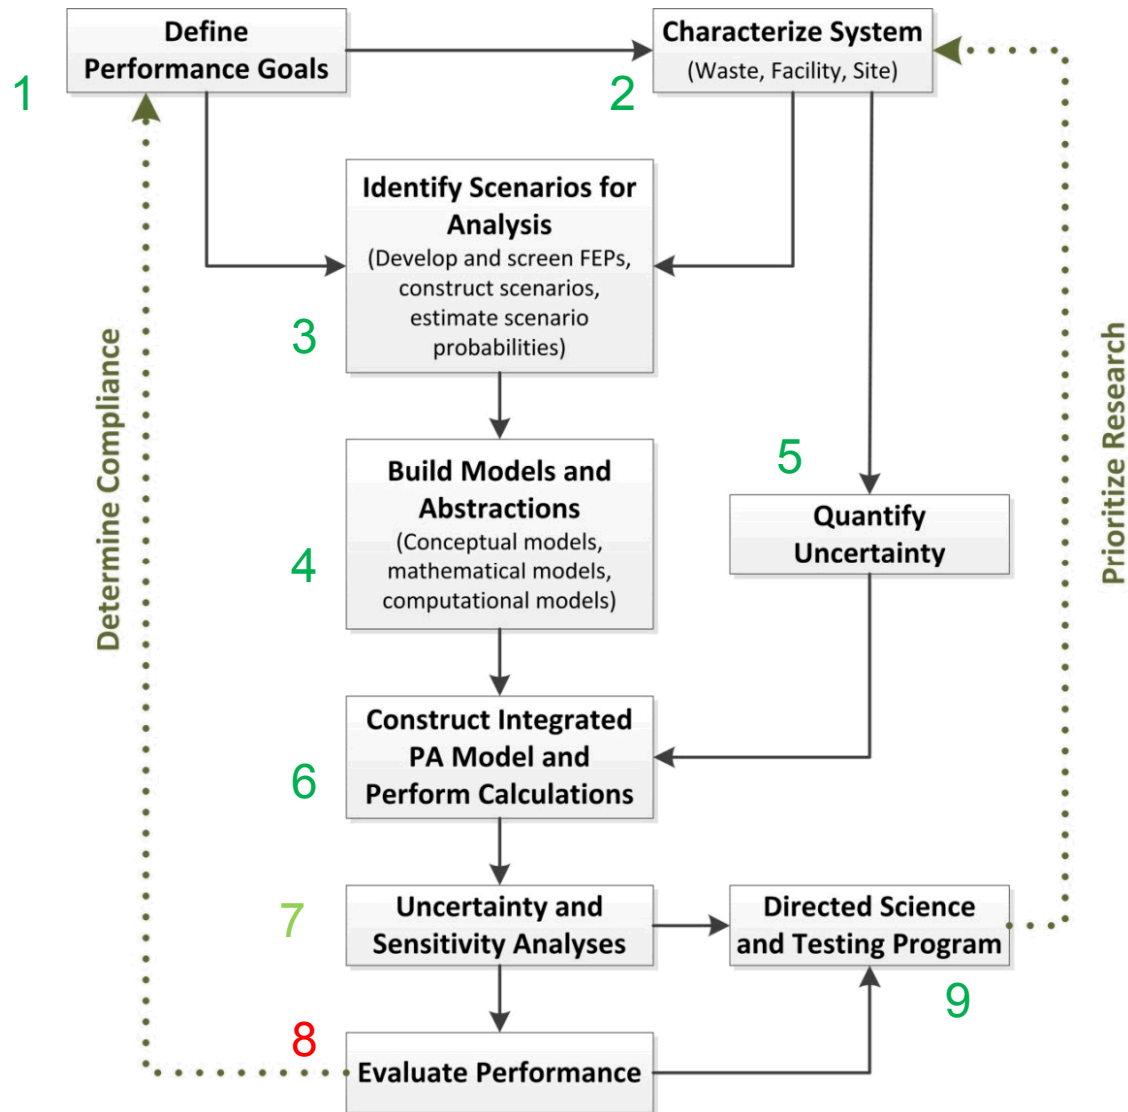 Define
Performance Goals
1
Characterize System
(Waste, Facility, Site)
2
Identify Scenarios for
Analysis
(Develop and screen FEPs,
construct scenarios,
estimate scenario
probabilities)
3
Build Models and
Abstractions
(Conceptual models,
mathematical models,
computational models)
4
5
Quantify
Uncertainty
Construct Integrated
PA Model and
Perform Calculations
6
7
Uncertainty and
Sensitivity Analyses
Directed Science
and Testing Program
9
8
Evaluate Performance
Determine Compliance
Prioritize Research